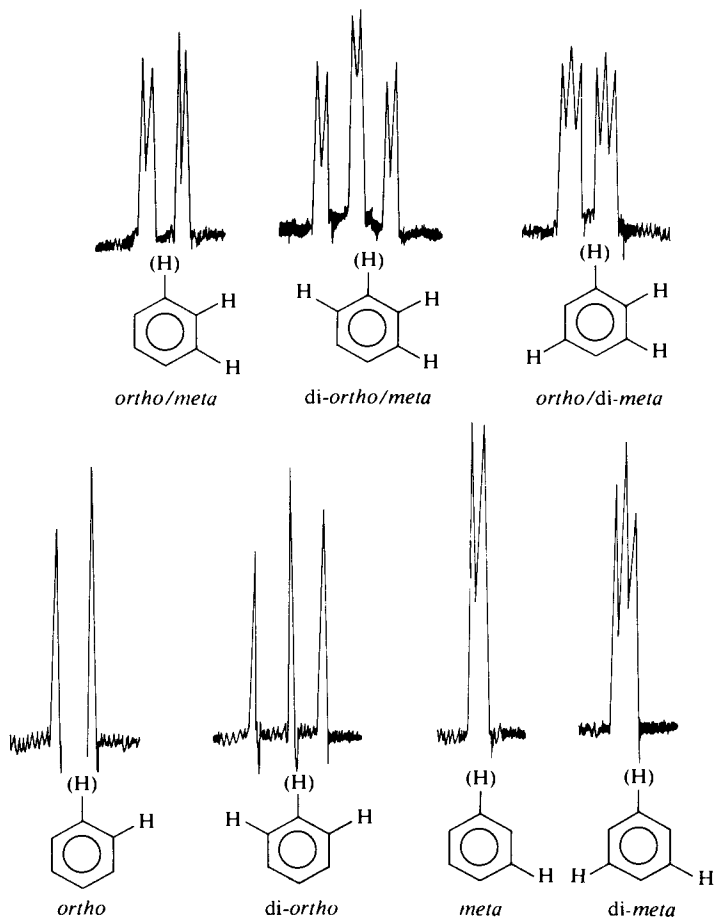 (H) (H) (H)
H H H H
H H H H
ortho/meta di-ortho/meta ortho/di-meta
(H) (H) (H) (H)
H H H
H H H
ortho di-ortho meta di-meta